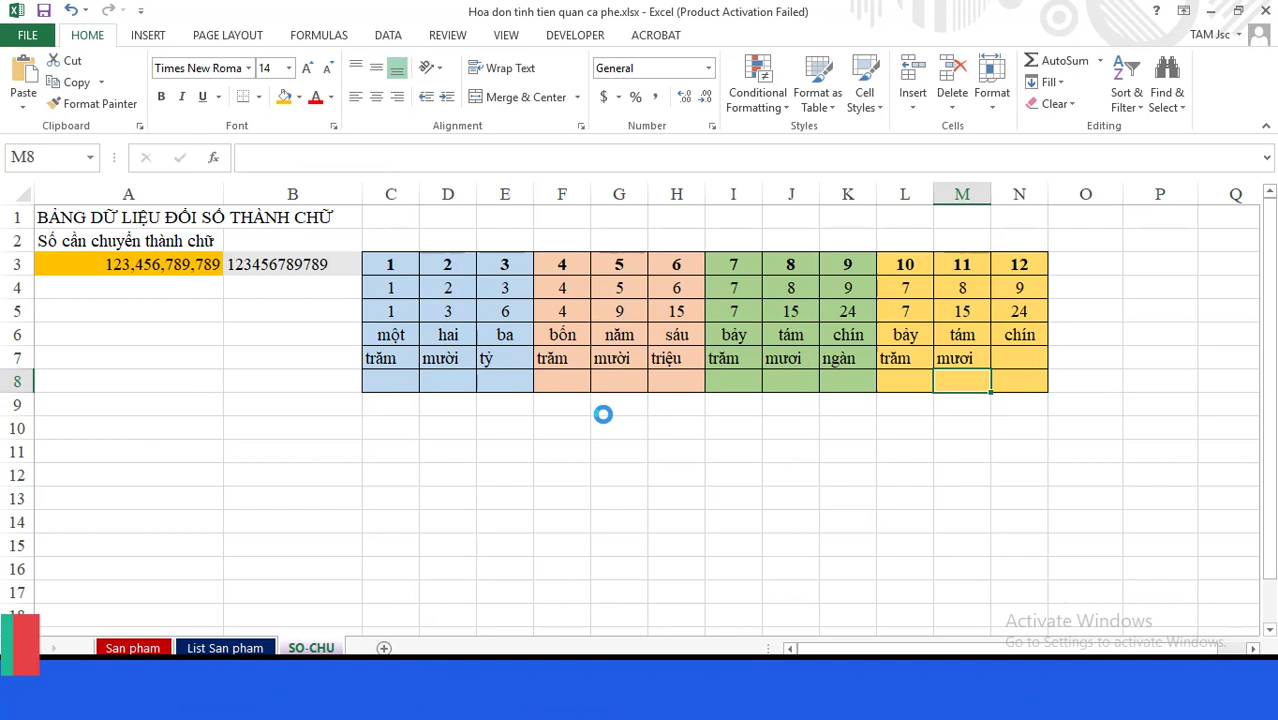 Hoa don tinh tien quan ca phe.xlsx - Excel (Product Activation Failed)
FILE HOME INSERT PAGE LAYOUT FORMULAS DATA REVIEW VIEW DEVELOPER ACROBAT TAM Jsc
Cut
Copy
Format Painter
Paste
Clipboard
Times New Roma 14
B I U
Font
Wrap Text
Merge & Center
Alignment
General
$ % ,
Number
Conditional Formatting
Format as Table
Cell Styles
Styles
Insert Delete Format
Cells
AutoSum
Fill
Clear
Sort & Filter
Find & Select
Editing
M8
A B C D E F G H I J K L M N O P Q
1 BẢNG DỮ LIỆU ĐỔI SỐ THÀNH CHỮ
2 Số cần chuyển thành chữ
3 123,456,789,789 123456789789 1 2 3 4 5 6 7 8 9 10 11 12
4 1 2 3 4 5 6 7 8 9 7 8 9
5 1 3 6 4 9 15 7 15 24 7 15 24
6 một hai ba bốn năm sáu bảy tám chín bảy tám chín
7 trăm mười tỷ trăm mười triệu trăm mươi ngàn trăm mươi
8
9
10
11
12
13
14
15
16
17
18
Activate Windows
Go to Settings to activate Windows.
San pham List San pham SO-CHU